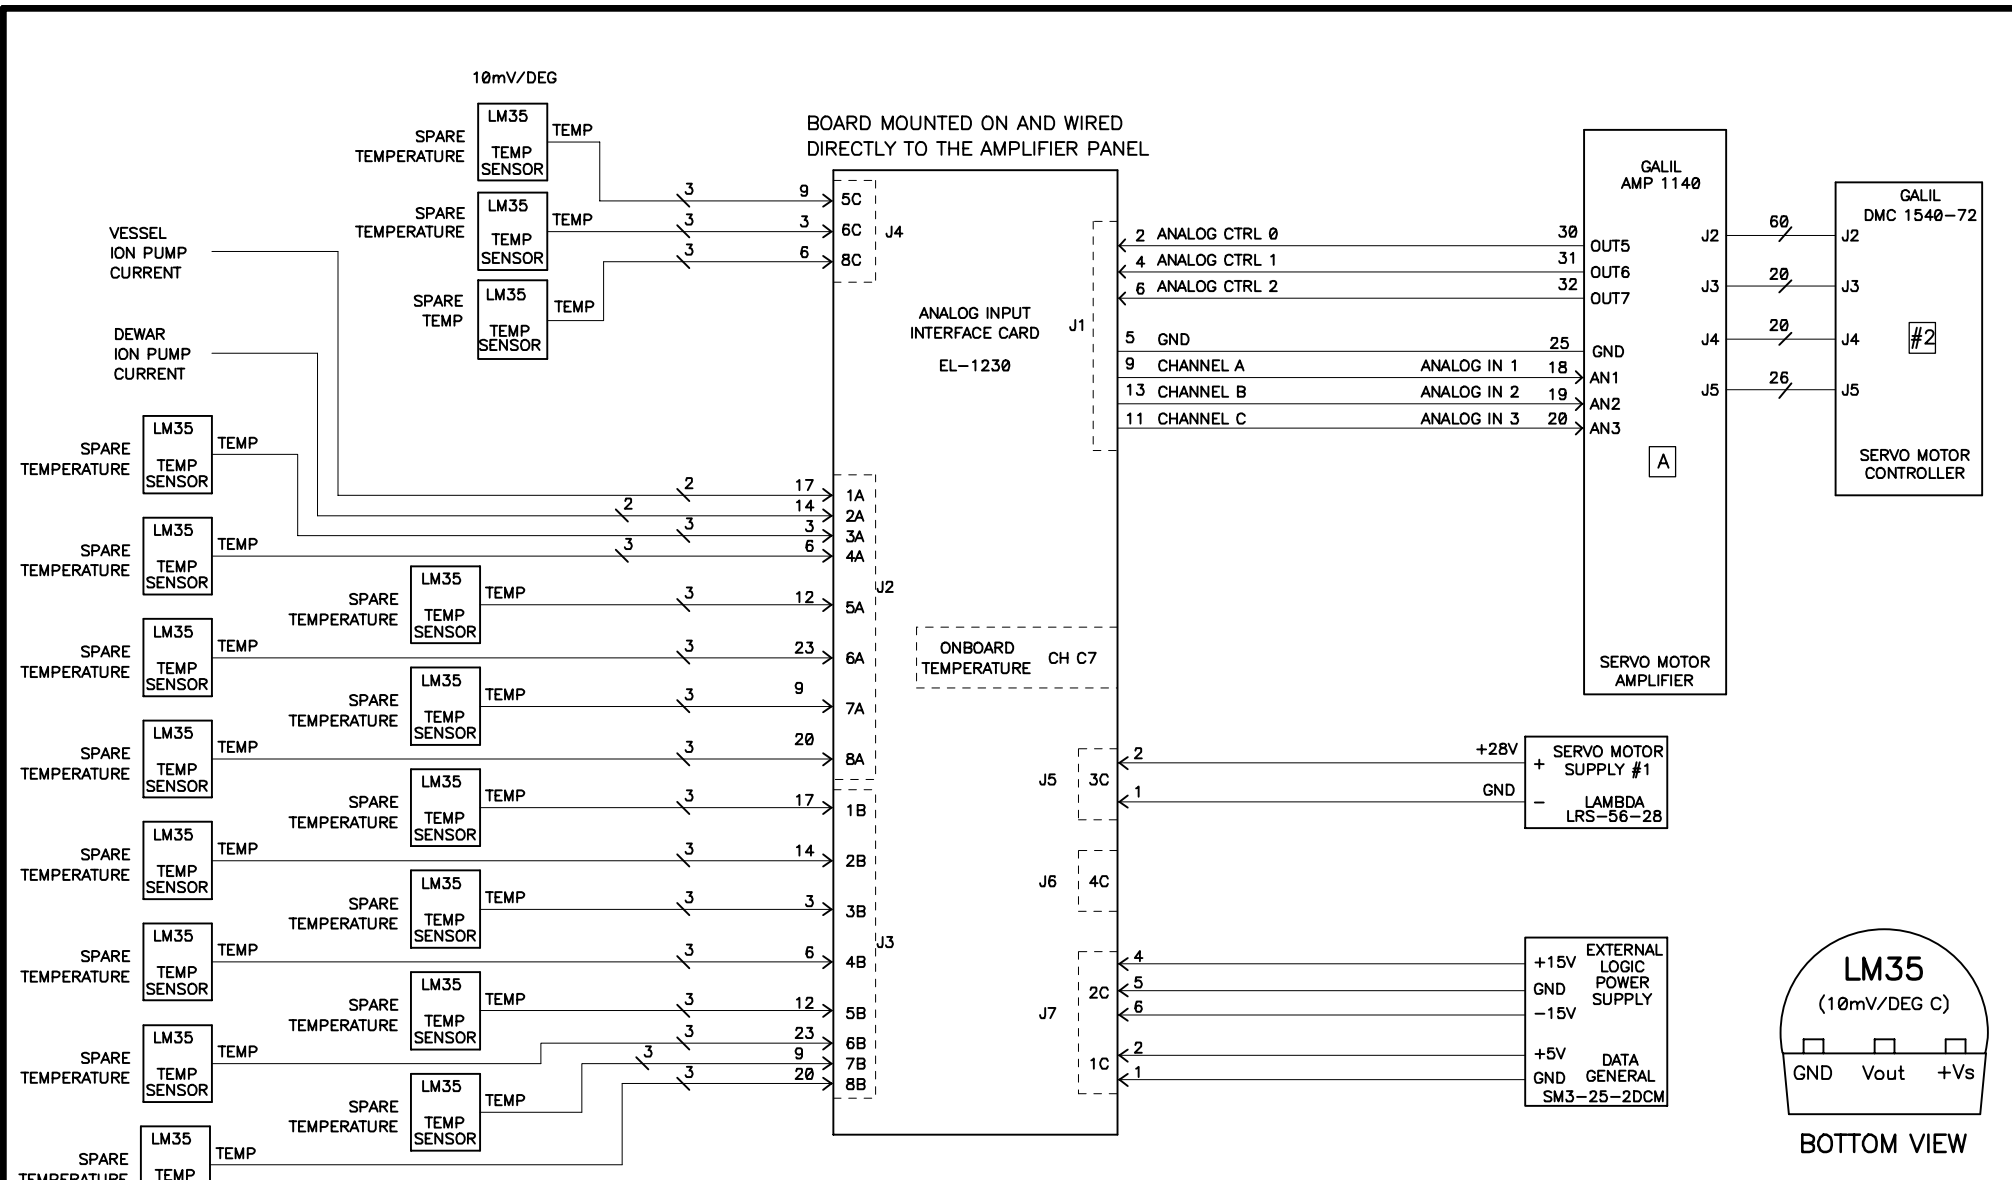 10mV/DEG
SPARE
TEMPERATURE
LM35
TEMP
SENSOR
TEMP
3
9
5C
SPARE
TEMPERATURE
LM35
TEMP
SENSOR
TEMP
3
3
6C
J4
SPARE
TEMP
LM35
TEMP
SENSOR
TEMP
3
6
8C
VESSEL
ION PUMP
CURRENT
2
17
1A
DEWAR
ION PUMP
CURRENT
2
14
2A
SPARE
TEMPERATURE
LM35
TEMP
SENSOR
TEMP
3
3
3A
SPARE
TEMPERATURE
LM35
TEMP
SENSOR
TEMP
3
6
4A
J2
SPARE
TEMPERATURE
LM35
TEMP
SENSOR
TEMP
3
12
5A
SPARE
TEMPERATURE
LM35
TEMP
SENSOR
TEMP
3
23
6A
SPARE
TEMPERATURE
LM35
TEMP
SENSOR
TEMP
3
9
7A
SPARE
TEMPERATURE
LM35
TEMP
SENSOR
TEMP
3
20
8A
SPARE
TEMPERATURE
LM35
TEMP
SENSOR
TEMP
3
17
1B
SPARE
TEMPERATURE
LM35
TEMP
SENSOR
TEMP
3
14
2B
SPARE
TEMPERATURE
LM35
TEMP
SENSOR
TEMP
3
3
3B
J3
SPARE
TEMPERATURE
LM35
TEMP
SENSOR
TEMP
3
6
4B
SPARE
TEMPERATURE
LM35
TEMP
SENSOR
TEMP
3
12
5B
SPARE
TEMPERATURE
LM35
TEMP
SENSOR
TEMP
3
23
6B
SPARE
TEMPERATURE
LM35
TEMP
SENSOR
TEMP
3
9
7B
SPARE
TEMPERATURE
LM35
TEMP
TEMP
3
20
8B
BOARD MOUNTED ON AND WIRED
DIRECTLY TO THE AMPLIFIER PANEL
ANALOG INPUT
INTERFACE CARD
EL-1230
J1
ONBOARD
TEMPERATURE
CH C7
2 ANALOG CTRL 0 30 OUT5
4 ANALOG CTRL 1 31 OUT6
6 ANALOG CTRL 2 32 OUT7
5 GND 25 GND
9 CHANNEL A ANALOG IN 1 18 AN1
13 CHANNEL B ANALOG IN 2 19 AN2
11 CHANNEL C ANALOG IN 3 20 AN3
GALIL
AMP 1140
A
SERVO MOTOR
AMPLIFIER
J2 60 J2
J3 20 J3
J4 20 J4
J5 26 J5
GALIL
DMC 1540-72
#2
SERVO MOTOR
CONTROLLER
J5
3C
2 +28V +
1 GND -
SERVO MOTOR
SUPPLY #1
LAMBDA
LRS-56-28
J6
4C
J7
2C
4 +15V
5 GND
6 -15V
1C
2 +5V
1 GND
EXTERNAL
LOGIC
POWER
SUPPLY
DATA
GENERAL
SM3-25-2DCM
LM35
(10mV/DEG C)
GND Vout +Vs
BOTTOM VIEW